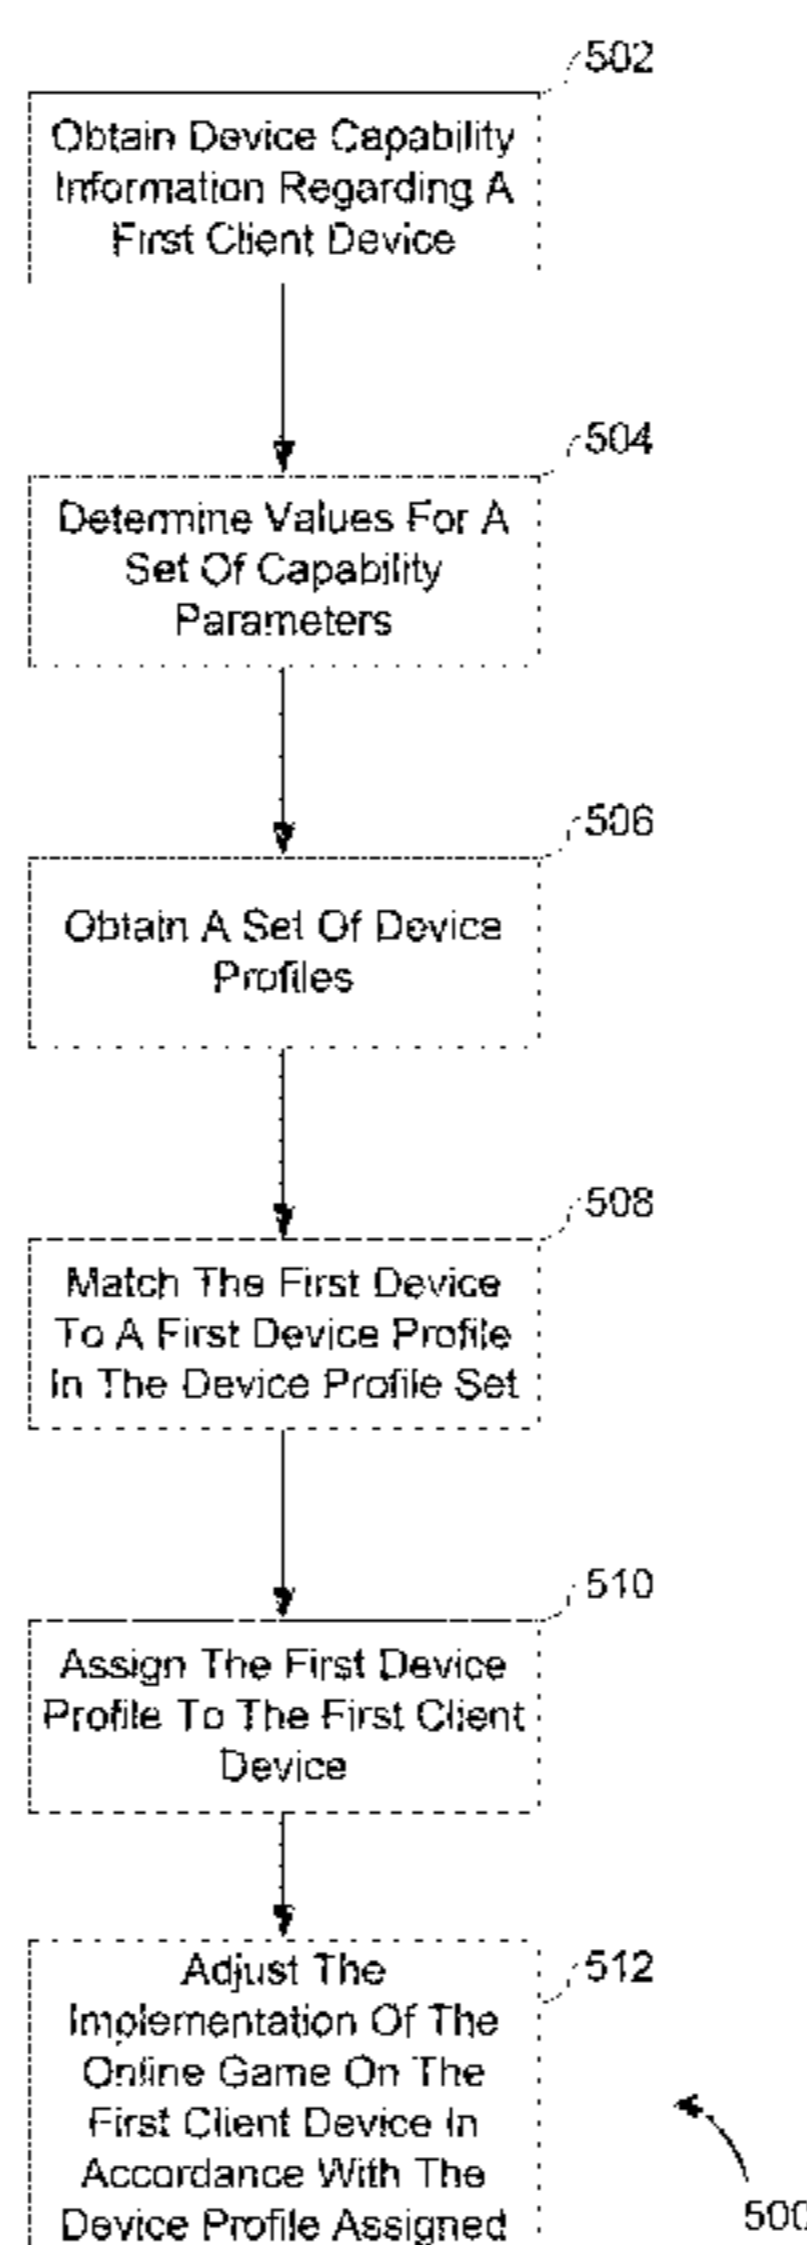 502
Obtain Device Capability
Information Regarding A
First Client Device
504
Determine Values For A
Set Of Capability
Parameters
506
Obtain A Set Of Device
Profiles
508
Match The First Device
To A First Device Profile
In The Device Profile Set
510
Assign The First Device
Profile To The First Client
Device
512
Adjust The
Implementation Of The
Online Game On The
First Client Device In
Accordance With The
Device Profile Assigned
500